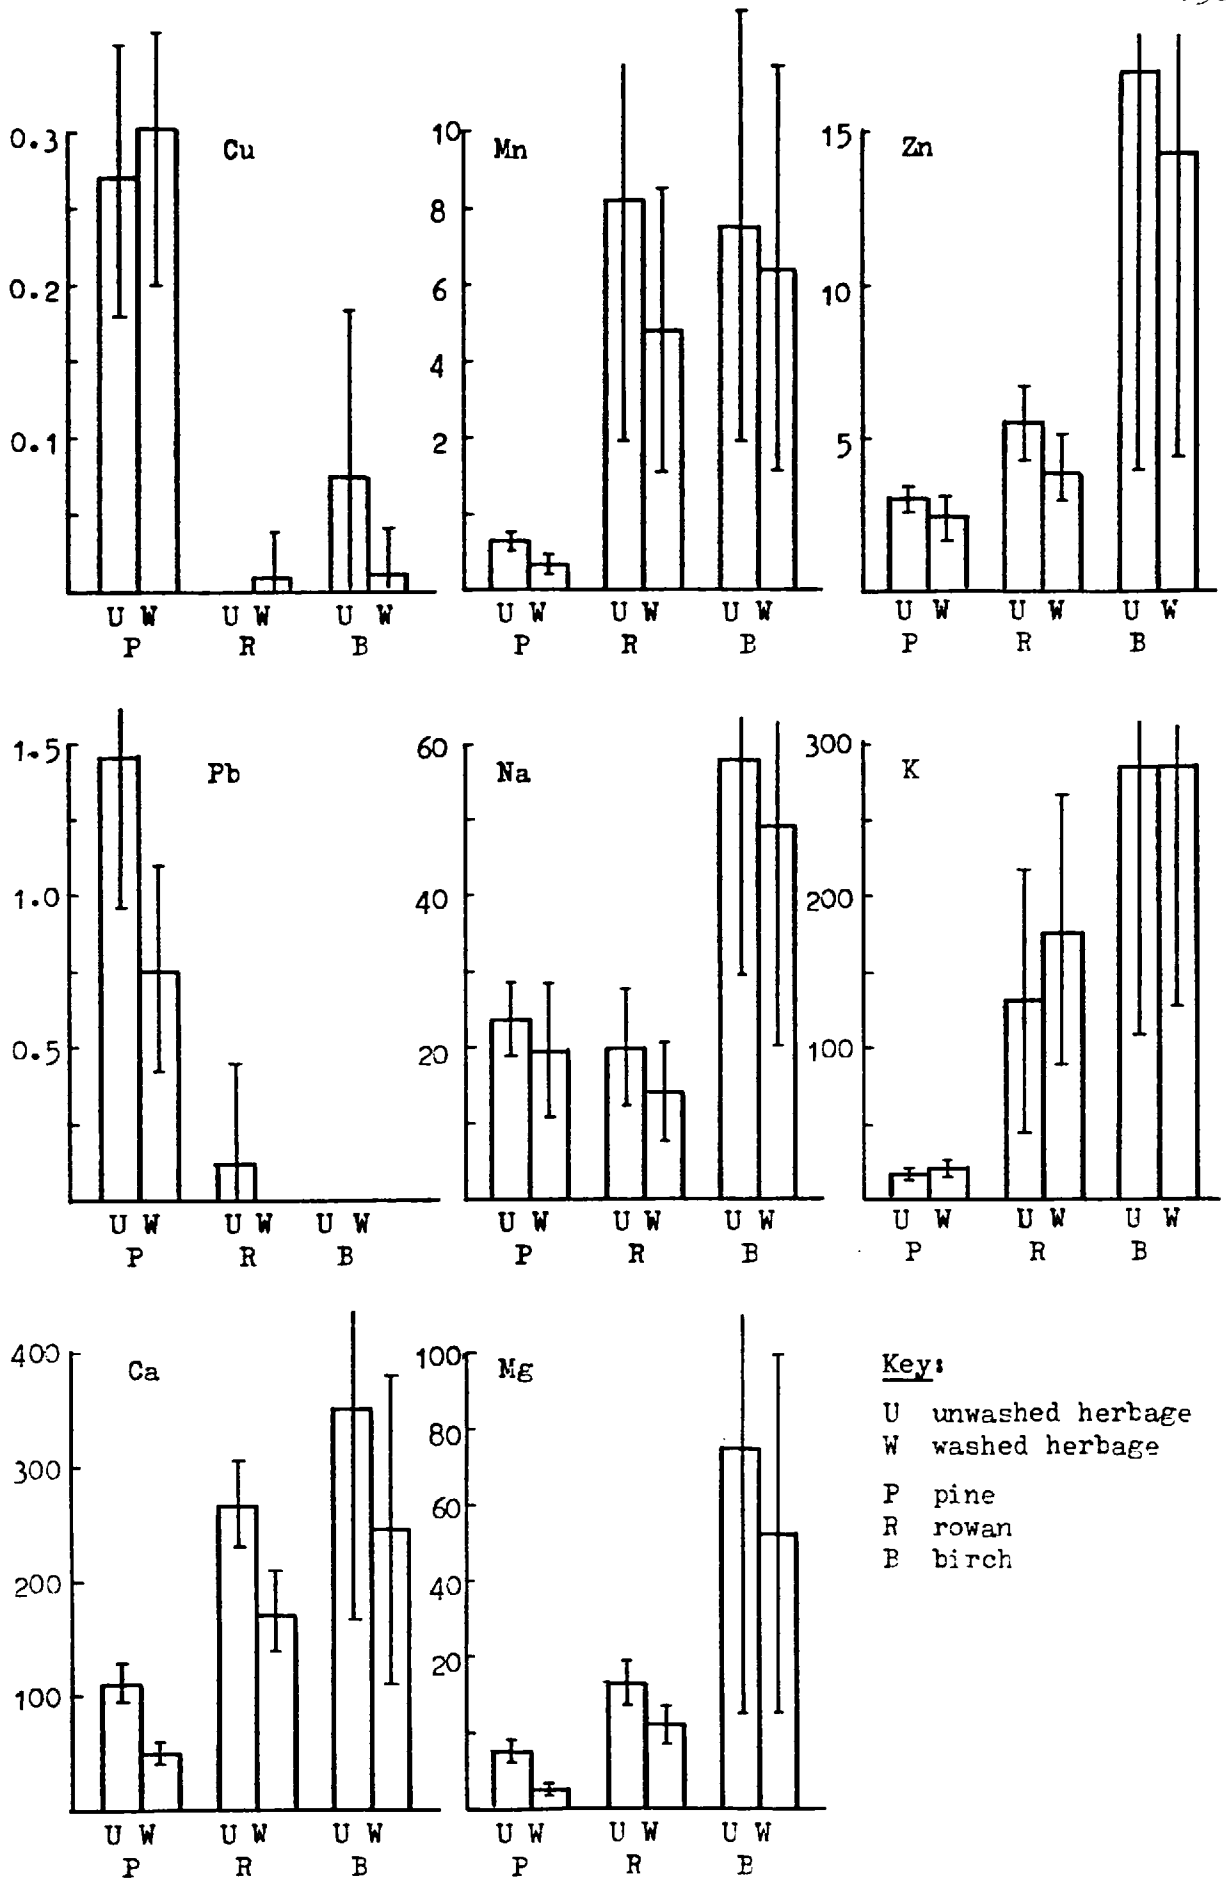 Cu
0.3
0.2
0.1
U W U W U W
P R B
Mn
10
8
6
4
2
U W U W U W
P R B
Zn
15
10
5
U W U W U W
P R B
Pb
1.5
1.0
0.5
U W U W U W
P R B
Na
60
40
20
U W U W U W
P R B
K
300
200
100
U W U W U W
P R B
Ca
400
300
200
100
U W U W U W
P R B
Mg
100
80
60
40
20
U W U W U W
P R B
Key:
U unwashed herbage
W washed herbage
P pine
R rowan
B birch